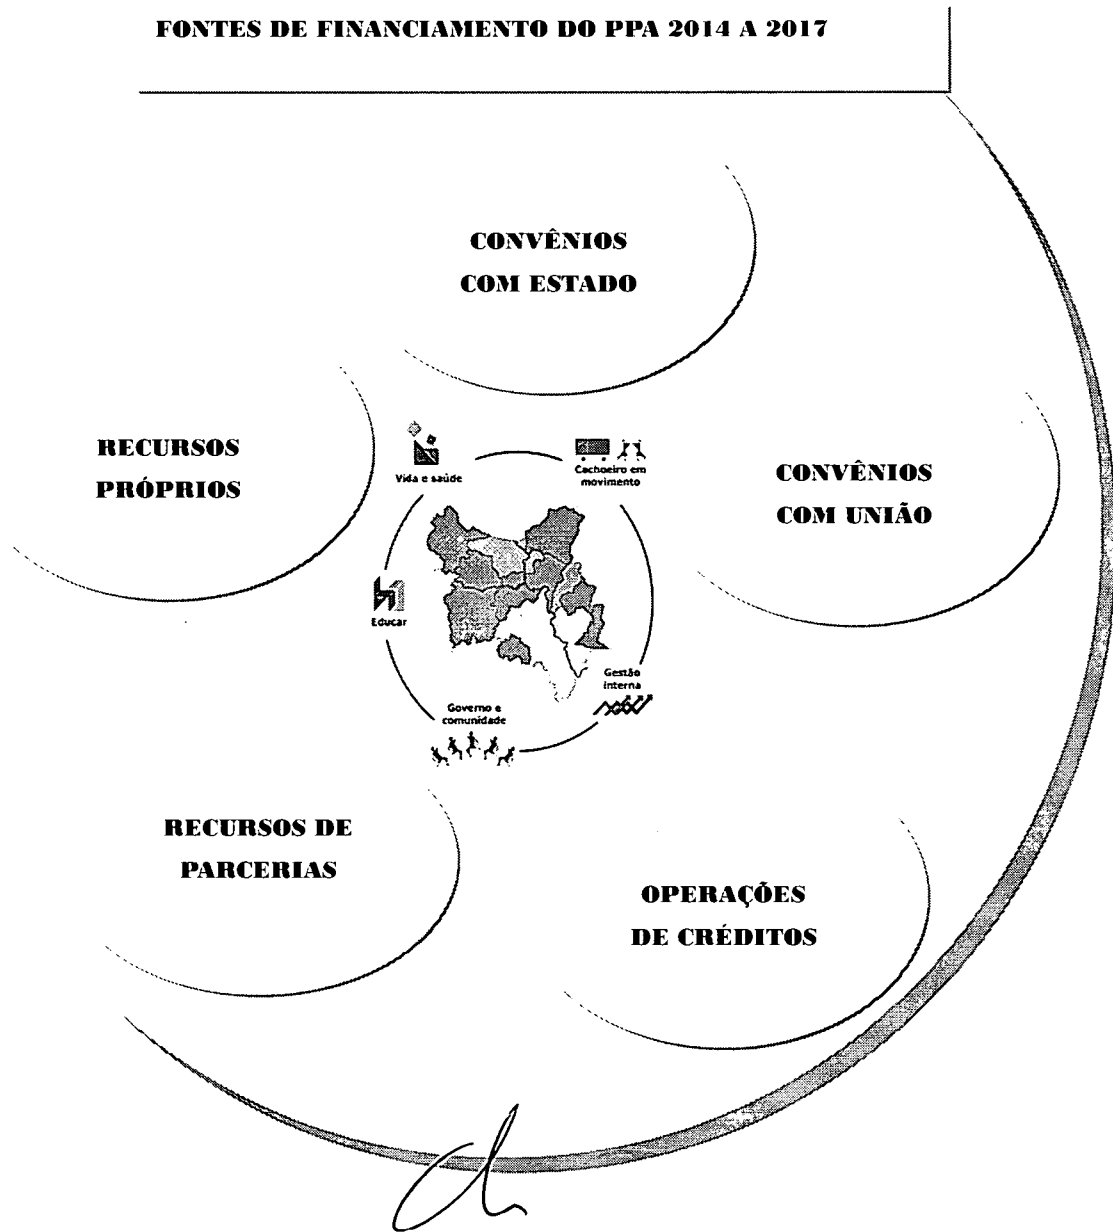 FONTES DE FINANCIAMENTO DO PPA 2014 A 2017
CONVÊNIOS
COM ESTADO
RECURSOS
PRÓPRIOS
CONVÊNIOS
COM UNIÃO
Vida e saúde
Cachoeiro em
movimento
Educar
Gestão
interna
Governo e
comunidade
RECURSOS DE
PARCERIAS
OPERAÇÕES
DE CRÉDITOS